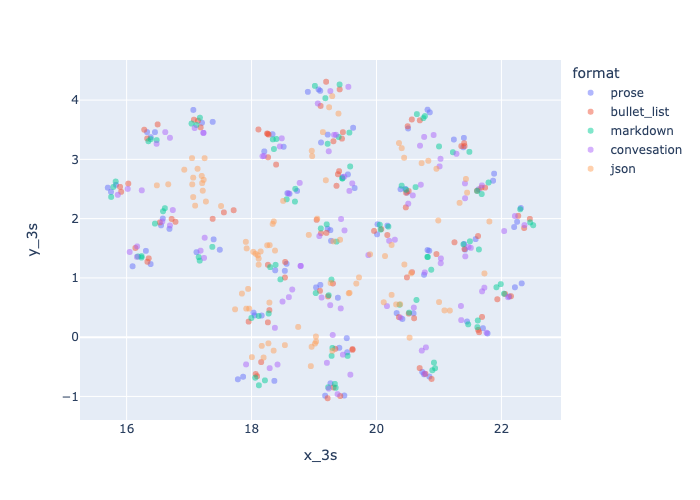 format
prose
bullet_list
markdown
convesation
json
y_3s
4
3
2
1
0
−1
16
18
20
22
x_3s